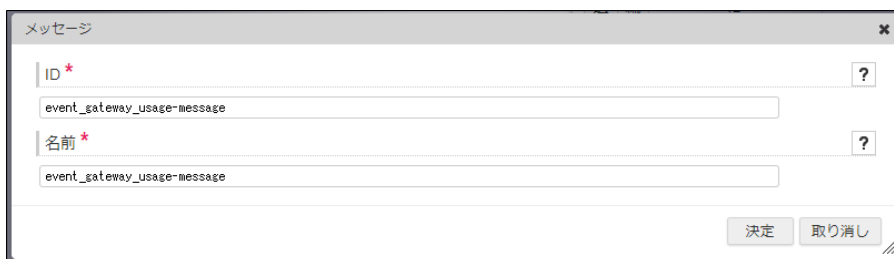 メッセージ ×
ID * ?
event_gateway_usage-message
名前 * ?
event_gateway_usage-message
決定 取り消し